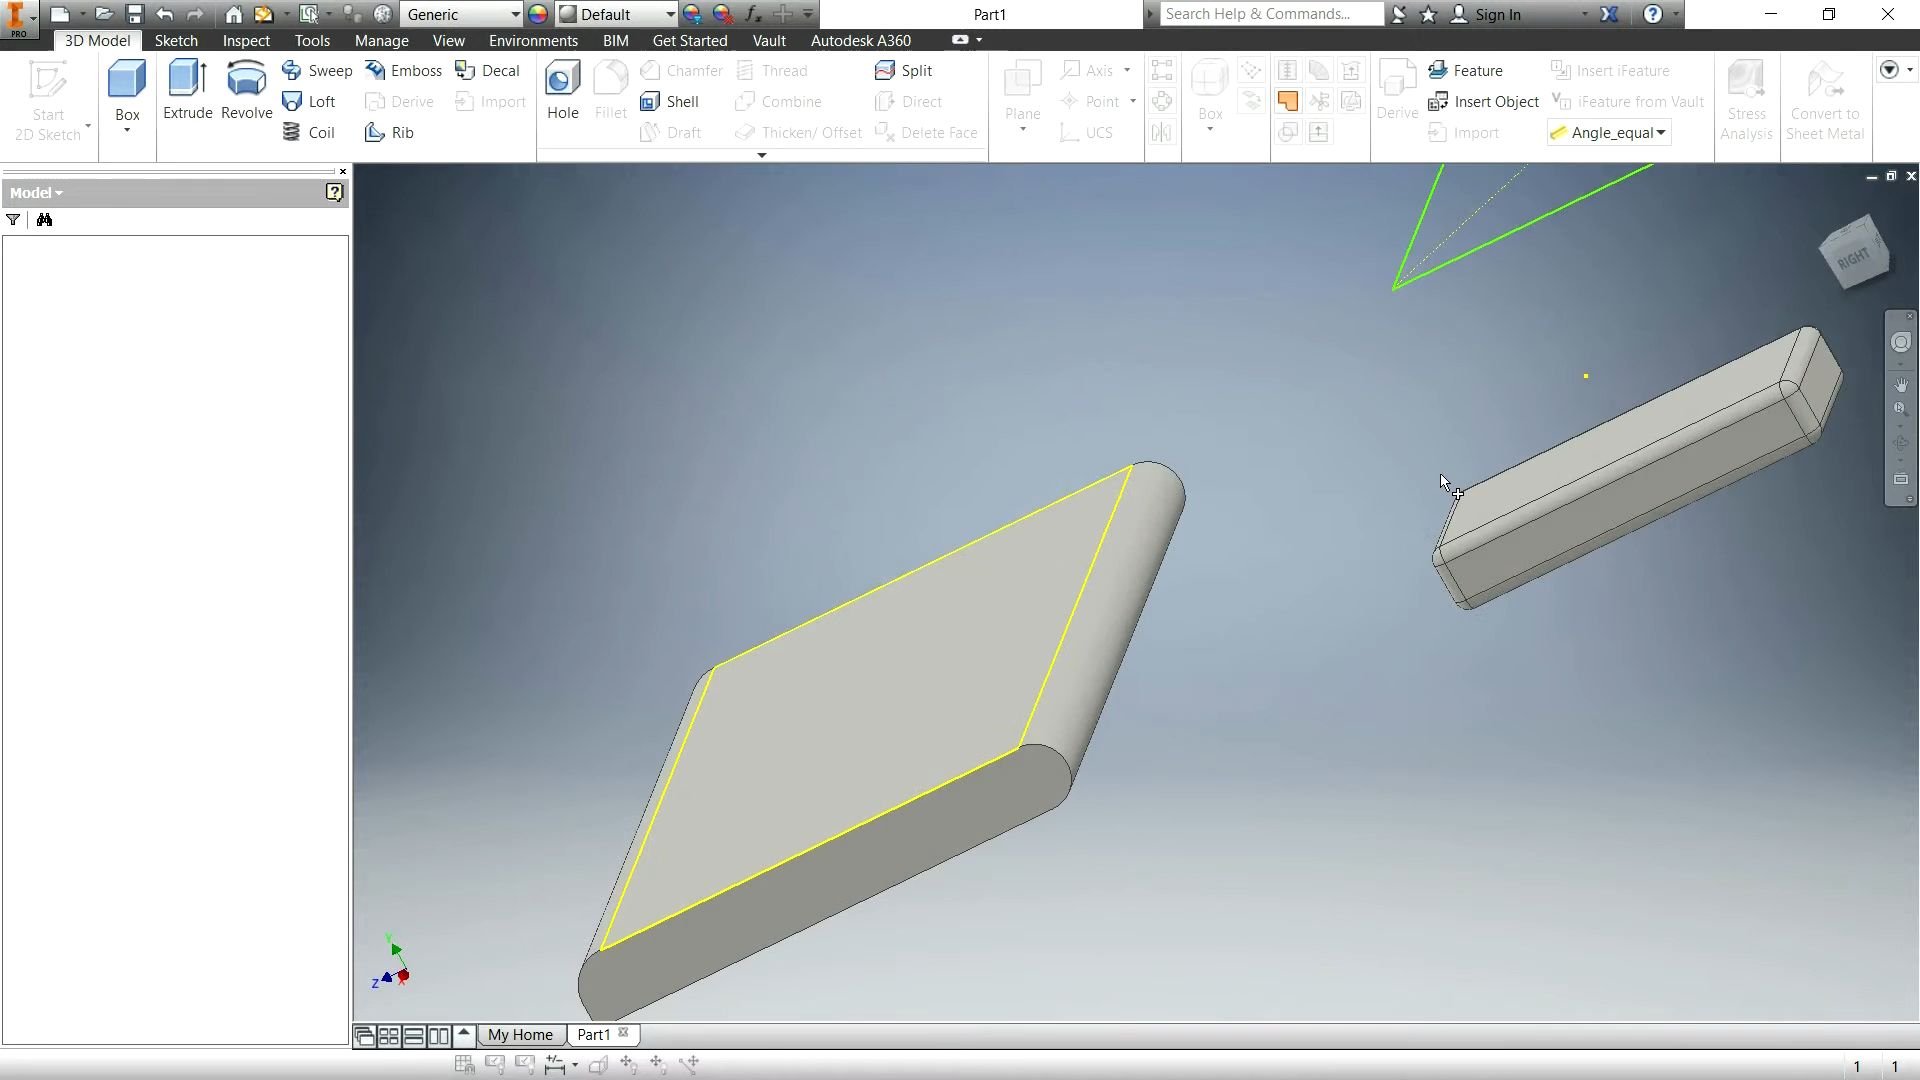 PRO
Generic
Default
Part1
Search Help & Commands...
Sign In
3D Model
Sketch
Inspect
Tools
Manage
View
Environments
BIM
Get Started
Vault
Autodesk A360
Start
2D Sketch
Box
Extrude
Revolve
Sweep
Loft
Coil
Emboss
Derive
Rib
Decal
Import
Hole
Fillet
Chamfer
Shell
Draft
Thread
Combine
Thicken/ Offset
Split
Direct
Delete Face
Plane
Axis
Point
UCS
Box
Derive
Feature
Insert Object
Import
Insert iFeature
iFeature from Vault
Angle_equal
Stress
Analysis
Convert to
Sheet Metal
Model
RIGHT
Y
Z
X
My Home
Part1
1
1